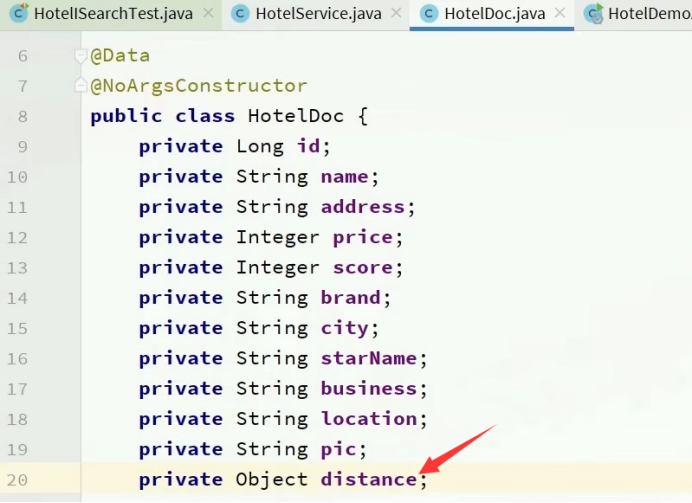 HotelISearchTest.java HotelService.java HotelDoc.java HotelDemo
6 @Data
7 @NoArgsConstructor
8 public class HotelDoc {
9 private Long id;
10 private String name;
11 private String address;
12 private Integer price;
13 private Integer score;
14 private String brand;
15 private String city;
16 private String starName;
17 private String business;
18 private String location;
19 private String pic;
20 private Object distance;